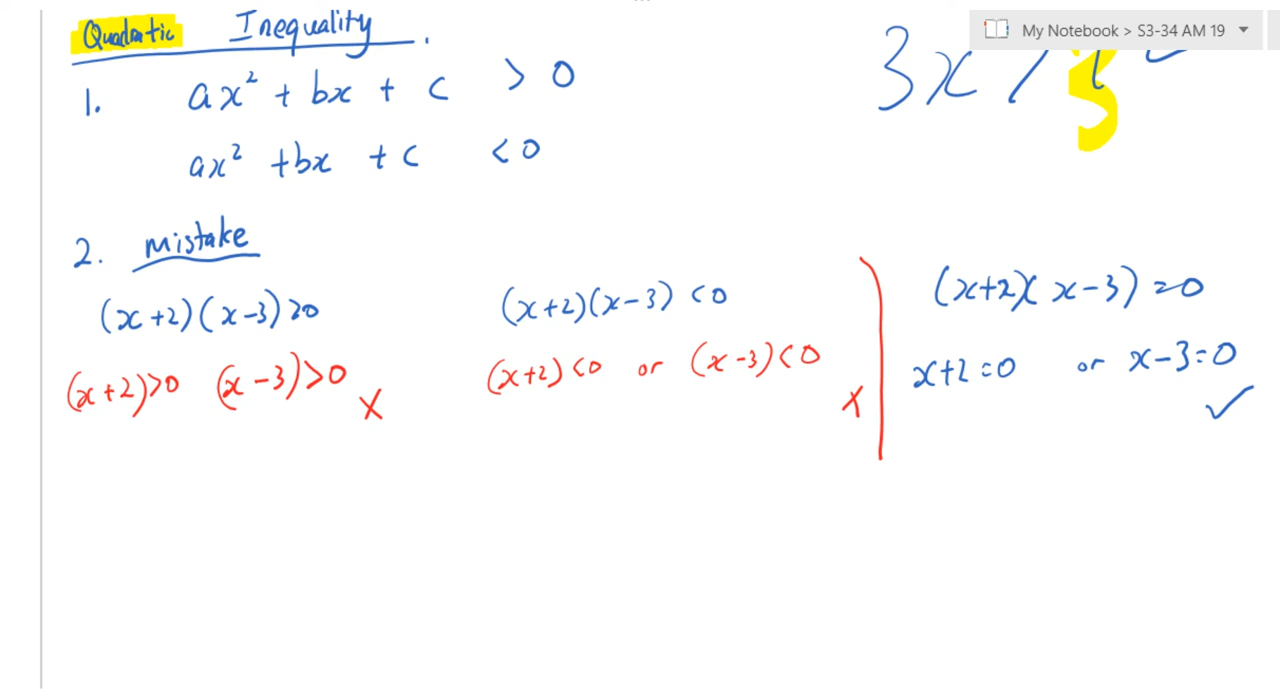 My Notebook > S3-34 AM 19
Quadratic Inequality.
1. ax² + bx + c > 0
ax² + bx + c < 0
3x
2. mistake
(x+2)(x-3)>0
(x+2)>0 (x-3)>0 ✗
(x+2)(x-3) <0
(x+2)<0 or (x-3)<0 ✗
(x+2)(x-3)=0
x+2=0 or x-3=0 ✓